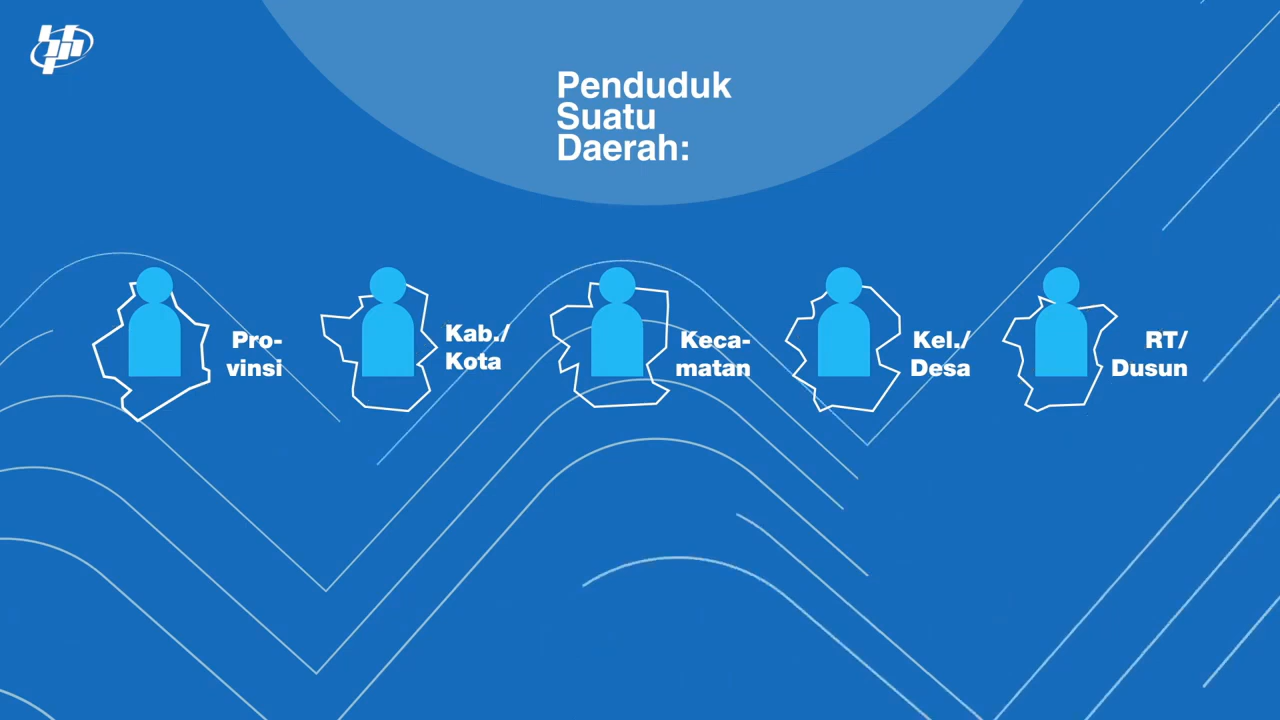 Penduduk
Suatu
Daerah:
Pro-
vinsi
Kab./
Kota
Keca-
matan
Kel./
Desa
RT/
Dusun